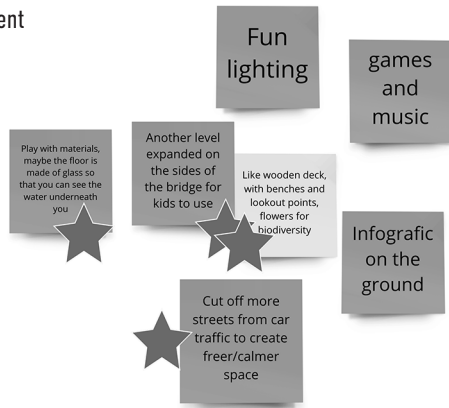 ent
Fun
lighting
games
and
music
Play with materials,
maybe the floor is
made of glass so
that you can see the
water underneath
you
Another level
expanded on
the sides of
the bridge for
kids to use
Like wooden deck,
with benches and
lookout points,
flowers for
biodiversity
Infografic
on the
ground
Cut off more
streets from car
traffic to create
freer/calmer
space